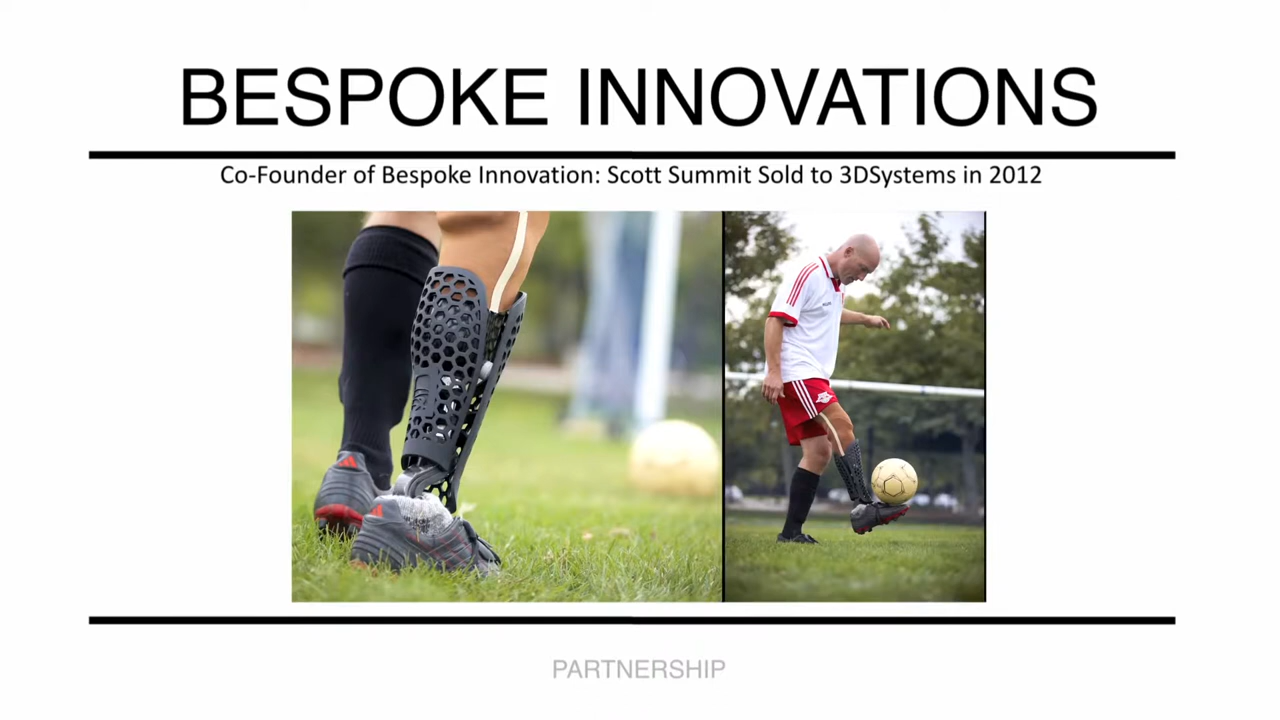 BESPOKE INNOVATIONS
Co-Founder of Bespoke Innovation: Scott Summit Sold to 3DSystems in 2012
PARTNERSHIP